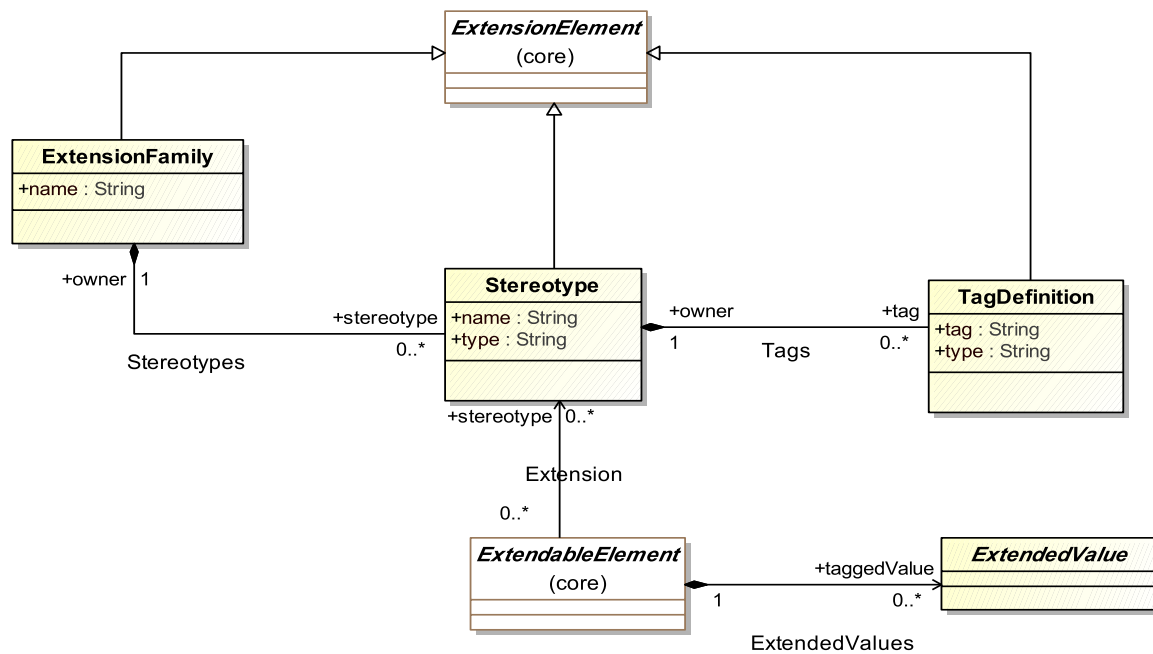 ExtensionElement
(core)
ExtensionFamily
+name : String
+owner 1
Stereotype
+name : String
+type : String
TagDefinition
+tag : String
+type : String
+stereotype
0..*
Stereotypes
+owner
1
+tag
0..*
Tags
+stereotype 0..*
Extension
0..*
ExtendableElement
(core)
ExtendedValue
+taggedValue
1
0..*
ExtendedValues